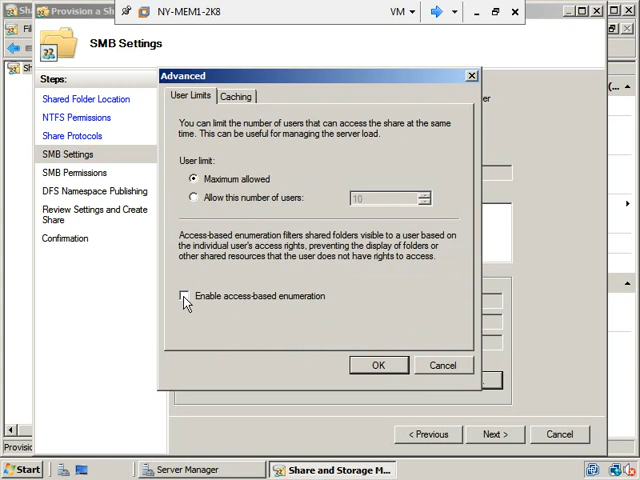 NY-MEM1-2K8
VM
Provision a S
SMB Settings
Steps:
Shared Folder Location
NTFS Permissions
Share Protocols
SMB Settings
SMB Permissions
DFS Namespace Publishing
Review Settings and Create
Share
Confirmation
Advanced
User Limits
Caching
You can limit the number of users that can access the share at the same
time. This can be useful for managing the server load.
User limit:
Maximum allowed
Allow this number of users:
10
Access-based enumeration filters shared folders visible to a user based on
the individual user's access rights, preventing the display of folders or
other shared resources that the user does not have rights to access.
Enable access-based enumeration
OK
Cancel
< Previous
Next >
Cancel
Start
Server Manager
Share and Storage M...